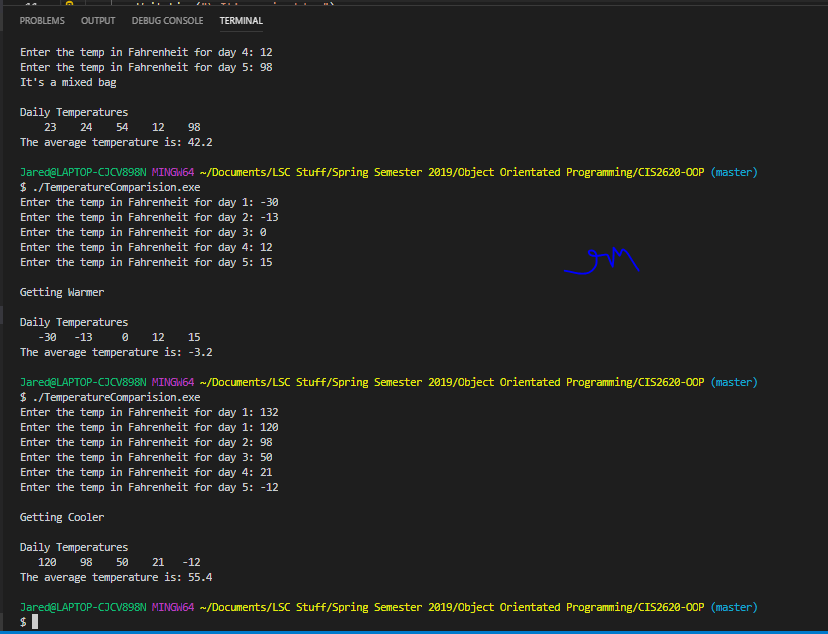 PROBLEMS OUTPUT DEBUG CONSOLE TERMINAL
Enter the temp in Fahrenheit for day 4: 12
Enter the temp in Fahrenheit for day 5: 98
It's a mixed bag
Daily Temperatures
23 24 54 12 98
The average temperature is: 42.2
Jared@LAPTOP-CJCV898N MINGW64 ~/Documents/LSC Stuff/Spring Semester 2019/Object Orientated Programming/CIS2620-OOP (master)
$ ./TemperatureComparision.exe
Enter the temp in Fahrenheit for day 1: -30
Enter the temp in Fahrenheit for day 2: -13
Enter the temp in Fahrenheit for day 3: 0
Enter the temp in Fahrenheit for day 4: 12
Enter the temp in Fahrenheit for day 5: 15
Getting Warmer
Daily Temperatures
-30 -13 0 12 15
The average temperature is: -3.2
Jared@LAPTOP-CJCV898N MINGW64 ~/Documents/LSC Stuff/Spring Semester 2019/Object Orientated Programming/CIS2620-OOP (master)
$ ./TemperatureComparision.exe
Enter the temp in Fahrenheit for day 1: 132
Enter the temp in Fahrenheit for day 1: 120
Enter the temp in Fahrenheit for day 2: 98
Enter the temp in Fahrenheit for day 3: 50
Enter the temp in Fahrenheit for day 4: 21
Enter the temp in Fahrenheit for day 5: -12
Getting Cooler
Daily Temperatures
120 98 50 21 -12
The average temperature is: 55.4
Jared@LAPTOP-CJCV898N MINGW64 ~/Documents/LSC Stuff/Spring Semester 2019/Object Orientated Programming/CIS2620-OOP (master)
$